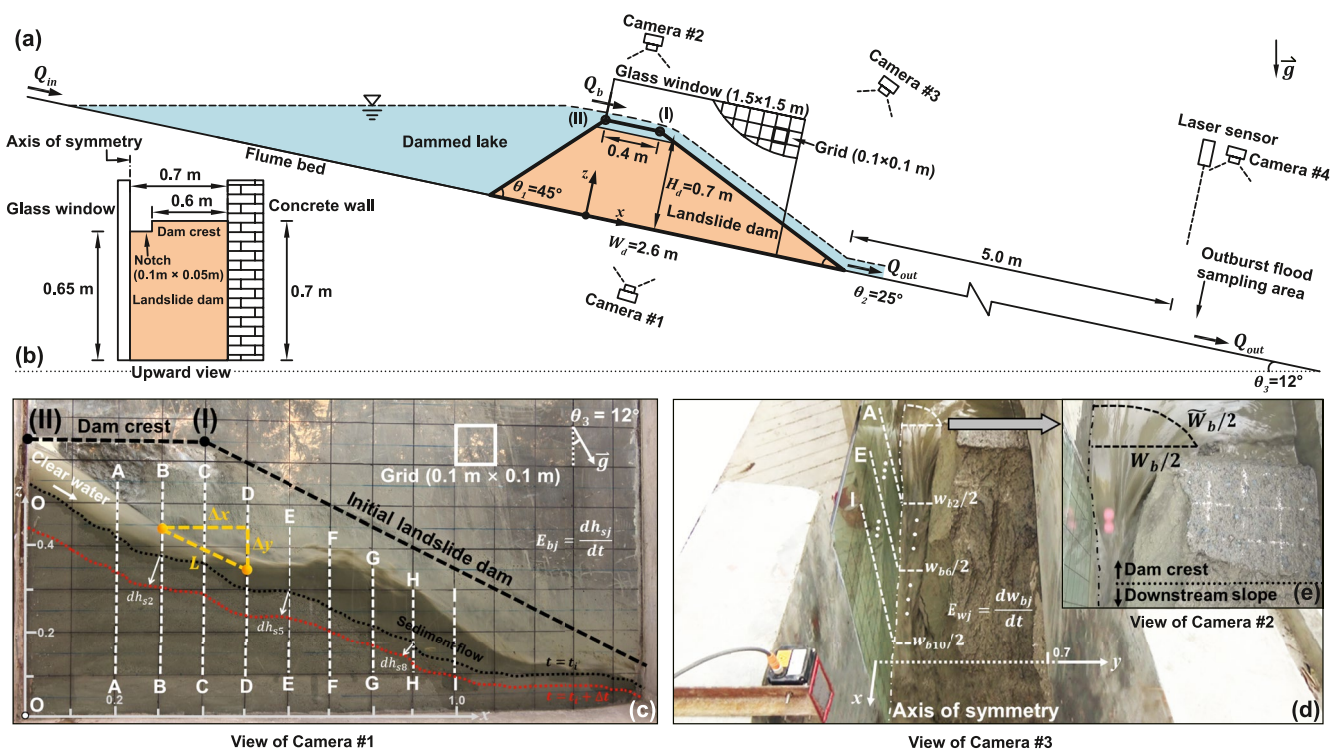 (a)
Camera #2
Q_in
Q_b
Glass window (1.5×1.5 m)
Camera #3
g
(II)
(I)
Axis of symmetry
Dammed lake
Flume bed
0.4 m
Grid (0.1×0.1 m)
Laser sensor
Camera #4
0.7 m
0.6 m
Glass window
Concrete wall
Dam crest
θ₁=45°
z
x
H_d=0.7 m
Landslide dam
W_d=2.6 m
Notch
(0.1m × 0.05m)
Landslide dam
0.65 m
0.7 m
Camera #1
Q_out
θ₂=25°
5.0 m
Outburst flood
sampling area
Q_out
(b)
Upward view
θ₃=12°
(II)
(I)
Dam crest
θ₃ = 12°
g
Grid (0.1 m × 0.1 m)
Clear water
Initial landslide dam
z
O
A
B
C
D
E
F
G
H
Δx
Δy
L
0.4
0.2
E_bj = dh_sj/dt
dh_s2
dh_s5
dh_s8
Sediment flow
t = t_i
t = t_i + Δt
A
B
C
D
E
F
G
H
O
0
0.2
1.0
x
(c)
View of Camera #1
A
E
I
w_b2/2
w_b6/2
w_b10/2
E_wj = dw_bj/dt
0.7
y
x
Axis of symmetry
(d)
View of Camera #3
W̃_b/2
W_b/2
Dam crest
Downstream slope
(e)
View of Camera #2